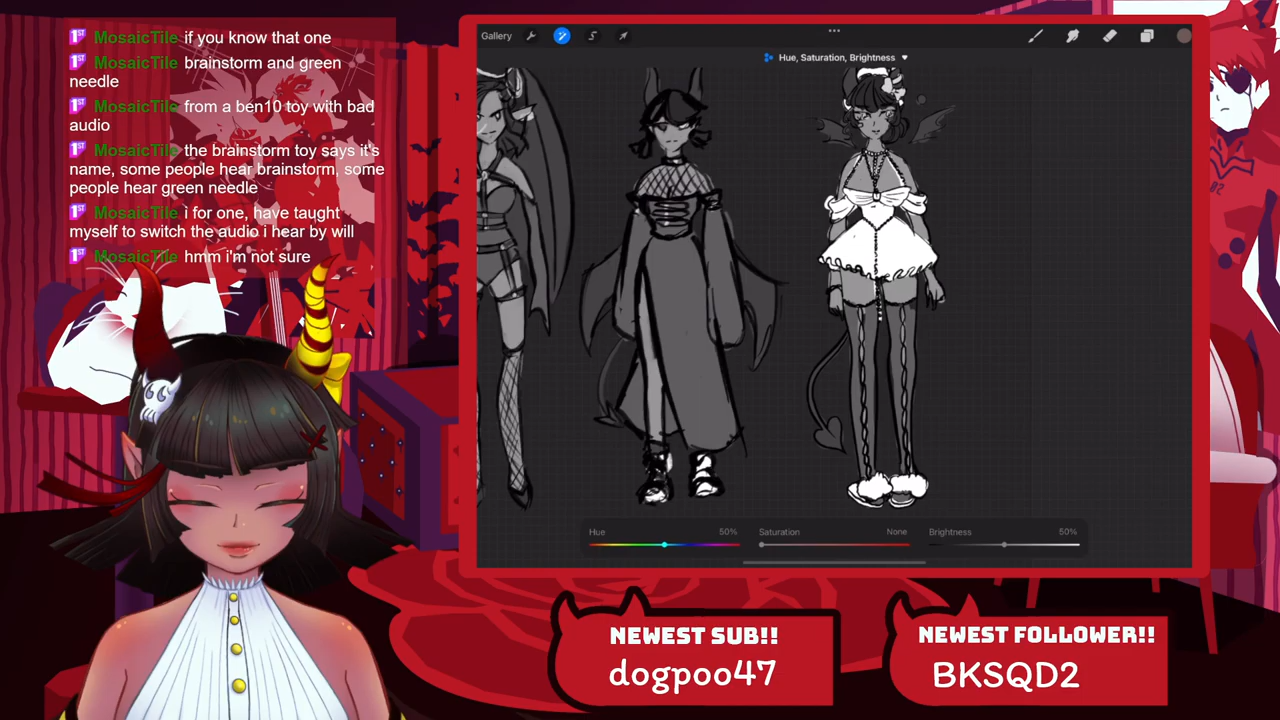 MosaicTile if you know that one
MosaicTile brainstorm and green
needle
MosaicTile from a ben10 toy with bad
audio
MosaicTile the brainstorm toy says it's
name, some people hear brainstorm, some
people hear green needle
MosaicTile i for one, have taught
myself to switch the audio i hear by will
MosaicTile hmm i'm not sure
Gallery
Hue, Saturation, Brightness
Hue 50% Saturation None Brightness 50%
NEWEST SUB!!
dogpoo47
NEWEST FOLLOWER!!
BKSQD2